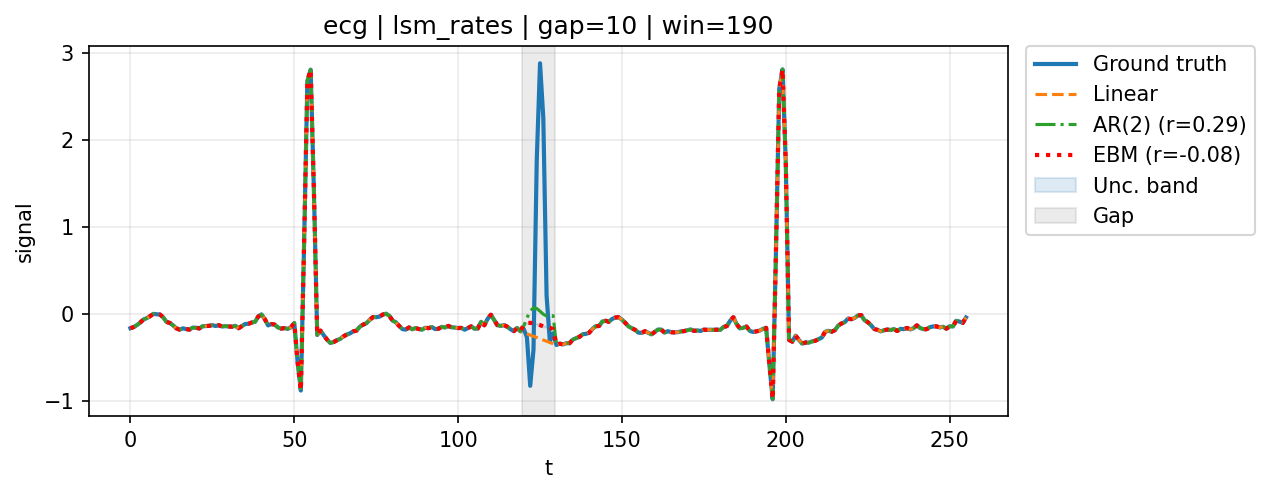 ecg | lsm_rates | gap=10 | win=190
3
2
1
0
−1
signal
0
50
100
150
200
250
t
Ground truth
Linear
AR(2) (r=0.29)
EBM (r=-0.08)
Unc. band
Gap